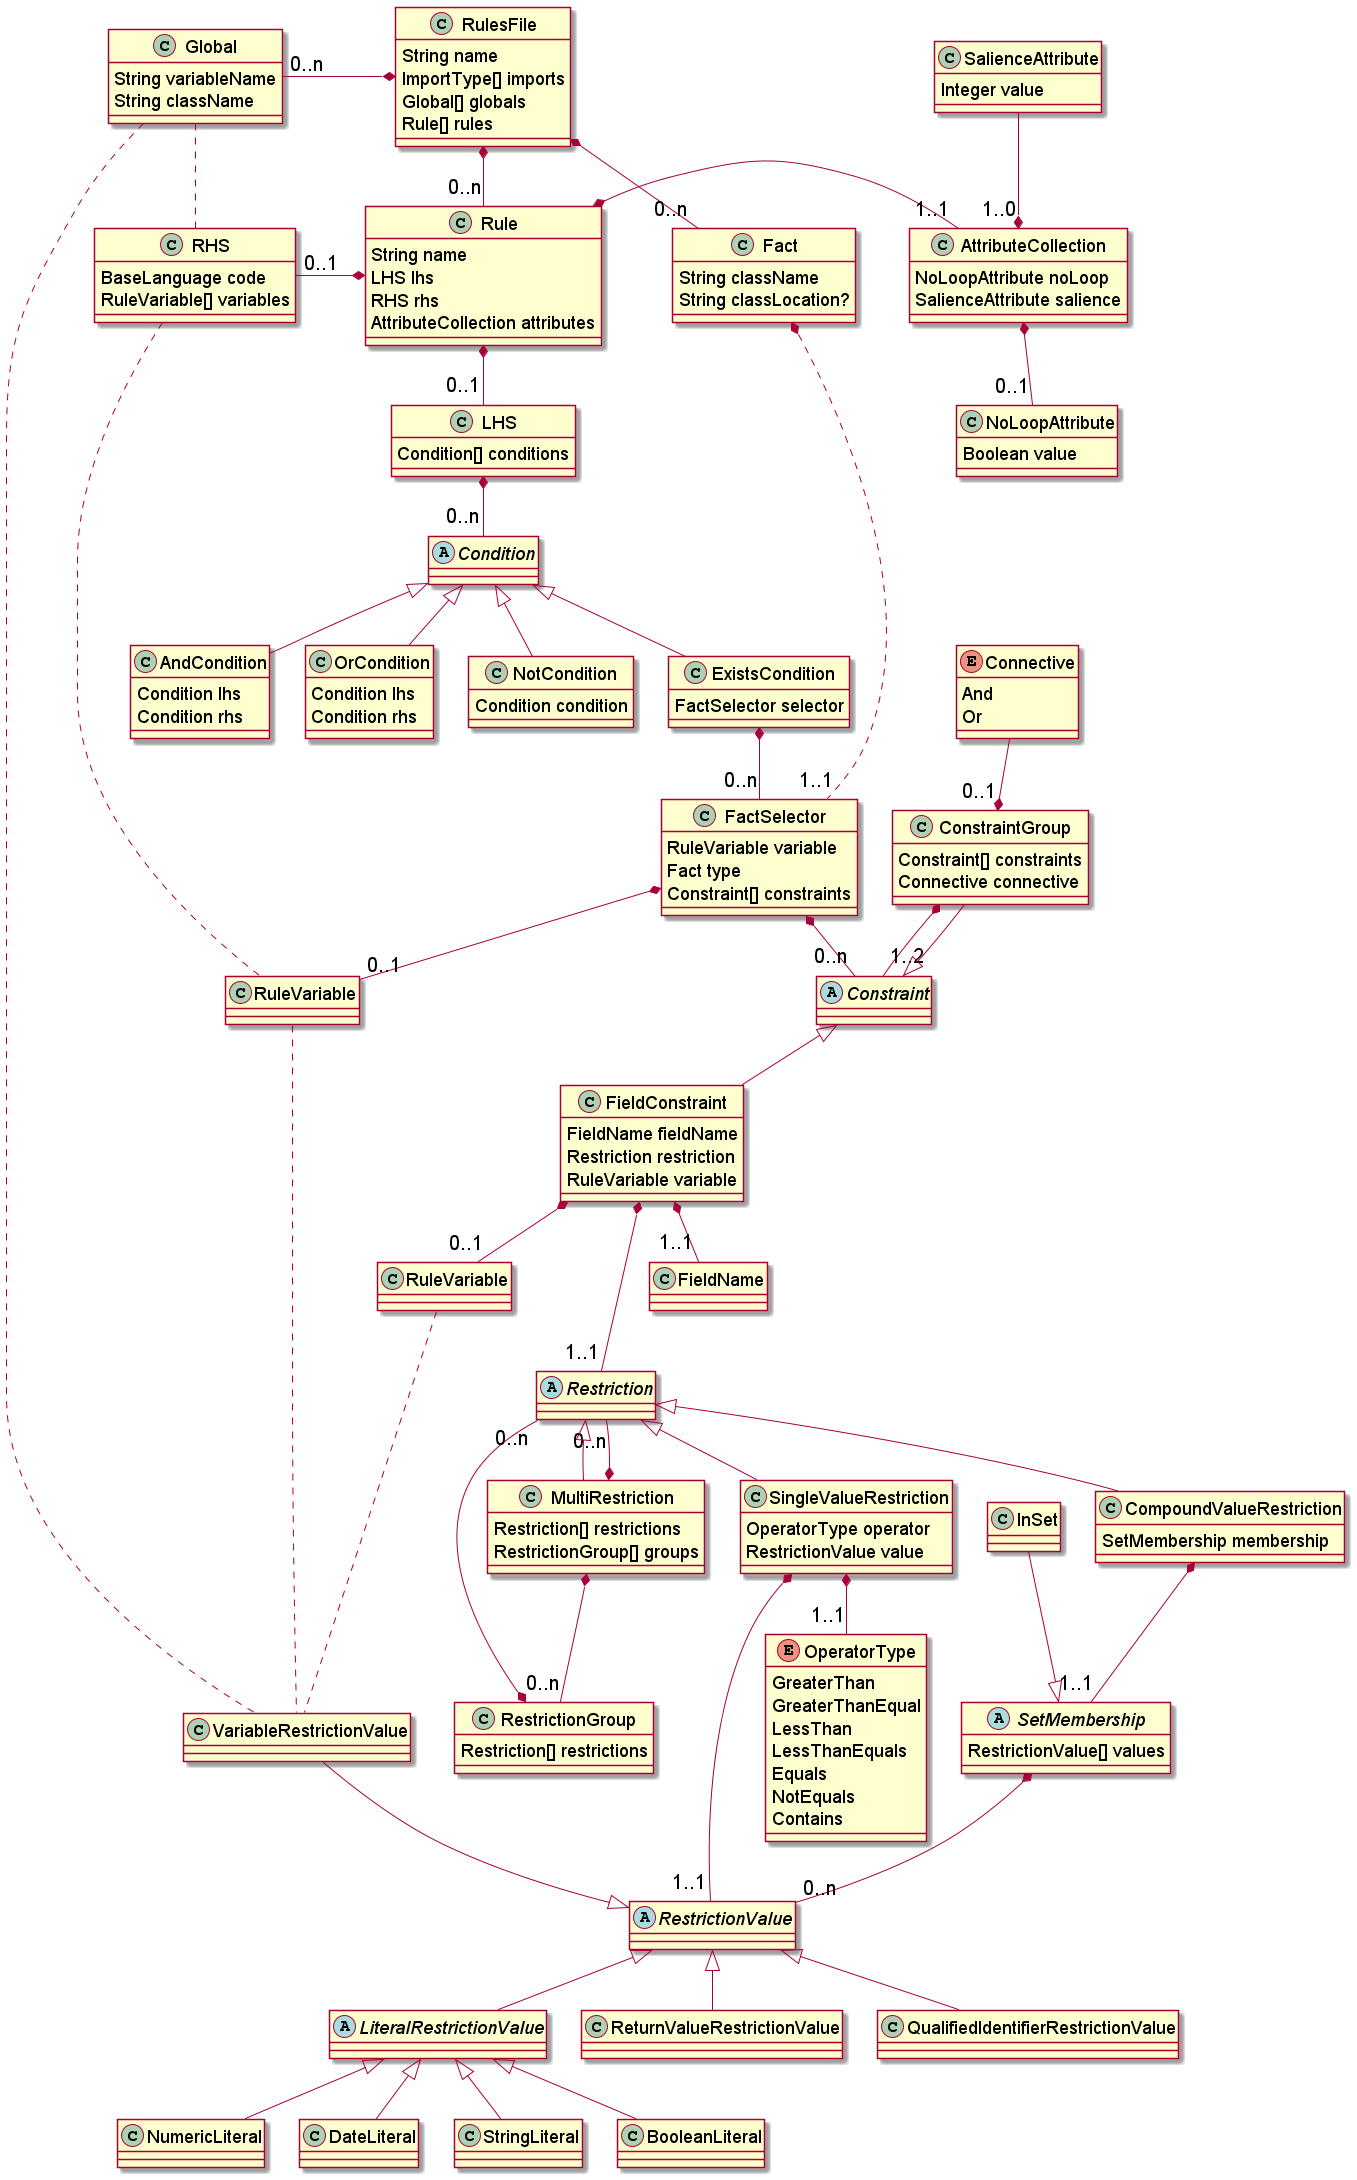 C Global
String variableName
String className
0..n
C RulesFile
String name
ImportType[] imports
Global[] globals
Rule[] rules
C SalienceAttribute
Integer value
0..n
0..n
1..1
1..0
C RHS
BaseLanguage code
RuleVariable[] variables
0..1
C Rule
String name
LHS lhs
RHS rhs
AttributeCollection attributes
C Fact
String className
String classLocation?
C AttributeCollection
NoLoopAttribute noLoop
SalienceAttribute salience
0..1
0..1
C LHS
Condition[] conditions
C NoLoopAttribute
Boolean value
0..n
A Condition
C AndCondition
Condition lhs
Condition rhs
C OrCondition
Condition lhs
Condition rhs
C NotCondition
Condition condition
C ExistsCondition
FactSelector selector
E Connective
And
Or
0..n
1..1
0..1
C FactSelector
RuleVariable variable
Fact type
Constraint[] constraints
C ConstraintGroup
Constraint[] constraints
Connective connective
0..1
0..n
1..2
C RuleVariable
A Constraint
C FieldConstraint
FieldName fieldName
Restriction restriction
RuleVariable variable
0..1
1..1
C RuleVariable
C FieldName
1..1
A Restriction
0..n
0..n
C MultiRestriction
Restriction[] restrictions
RestrictionGroup[] groups
C SingleValueRestriction
OperatorType operator
RestrictionValue value
C InSet
C CompoundValueRestriction
SetMembership membership
1..1
0..n
1..1
C VariableRestrictionValue
C RestrictionGroup
Restriction[] restrictions
E OperatorType
GreaterThan
GreaterThanEqual
LessThan
LessThanEquals
Equals
NotEquals
Contains
A SetMembership
RestrictionValue[] values
1..1
0..n
A RestrictionValue
A LiteralRestrictionValue
C ReturnValueRestrictionValue
C QualifiedIdentifierRestrictionValue
C NumericLiteral
C DateLiteral
C StringLiteral
C BooleanLiteral